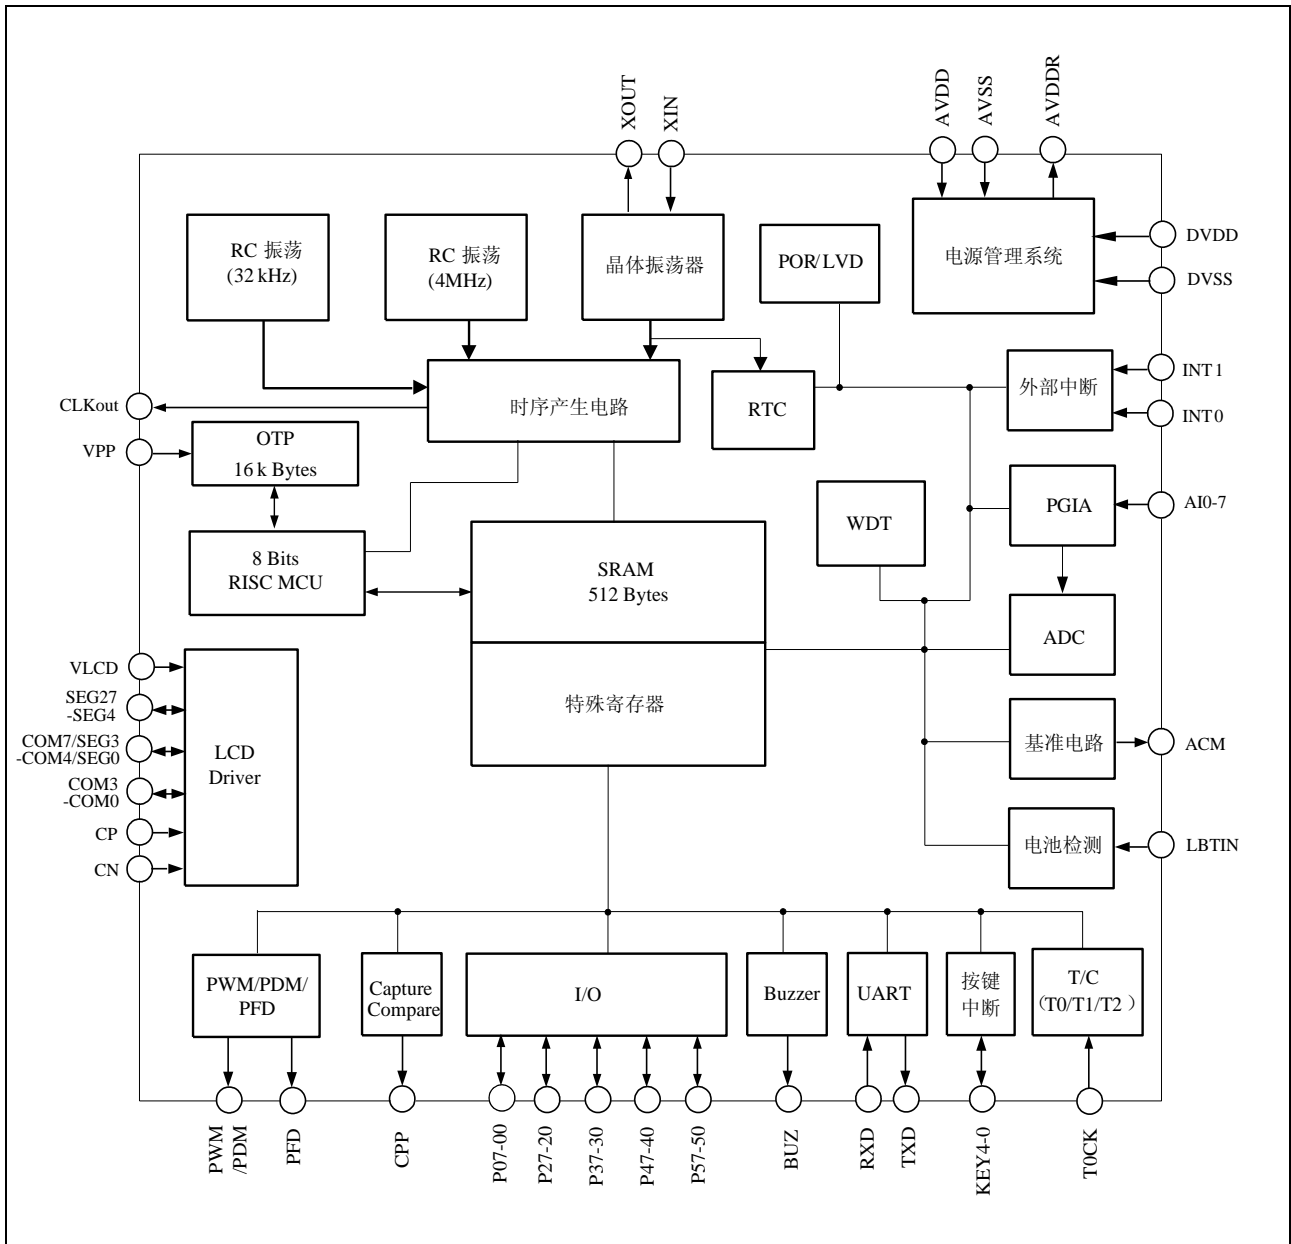 XOUT
XIN
AVDD
AVSS
AVDDR
RC 振荡
(32 kHz)
RC 振荡
(4MHz)
晶体振荡器
POR/LVD
电源管理系统
DVDD
DVSS
INT1
INT0
外部中断
RTC
时序产生电路
CLKout
VPP
OTP
16 k Bytes
WDT
PGIA
AI0-7
8 Bits
RISC MCU
SRAM
512 Bytes
ADC
特殊寄存器
VLCD
SEG27
-SEG4
COM7/SEG3
-COM4/SEG0
COM3
-COM0
CP
CN
LCD
Driver
基准电路
ACM
电池检测
LBTIN
PWM/PDM/
PFD
Capture
Compare
I/O
Buzzer
UART
按键
中断
T/C
（T0/T1/T2 ）
PWM
/PDM
PFD
CPP
P07-00
P27-20
P37-30
P47-40
P57-50
BUZ
RXD
TXD
KEY4-0
T0CK